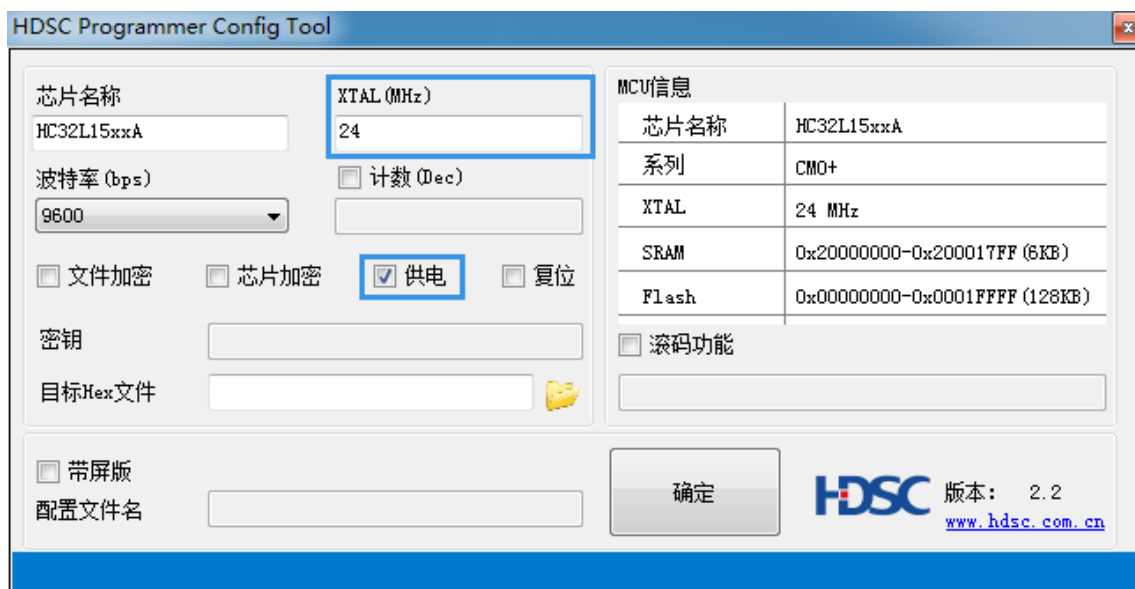 HDSC Programmer Config Tool
芯片名称
XTAL(MHz)
HC32L15xxA
24
波特率(bps)
计数(Dec)
9600
文件加密
芯片加密
供电
复位
密钥
目标Hex文件
MCU信息
芯片名称 HC32L15xxA
系列 CM0+
XTAL 24 MHz
SRAM 0x20000000-0x200017FF(6KB)
Flash 0x00000000-0x0001FFFF(128KB)
滚码功能
带屏版
配置文件名
确定
HDSC
版本: 2.2
www.hdsc.com.cn